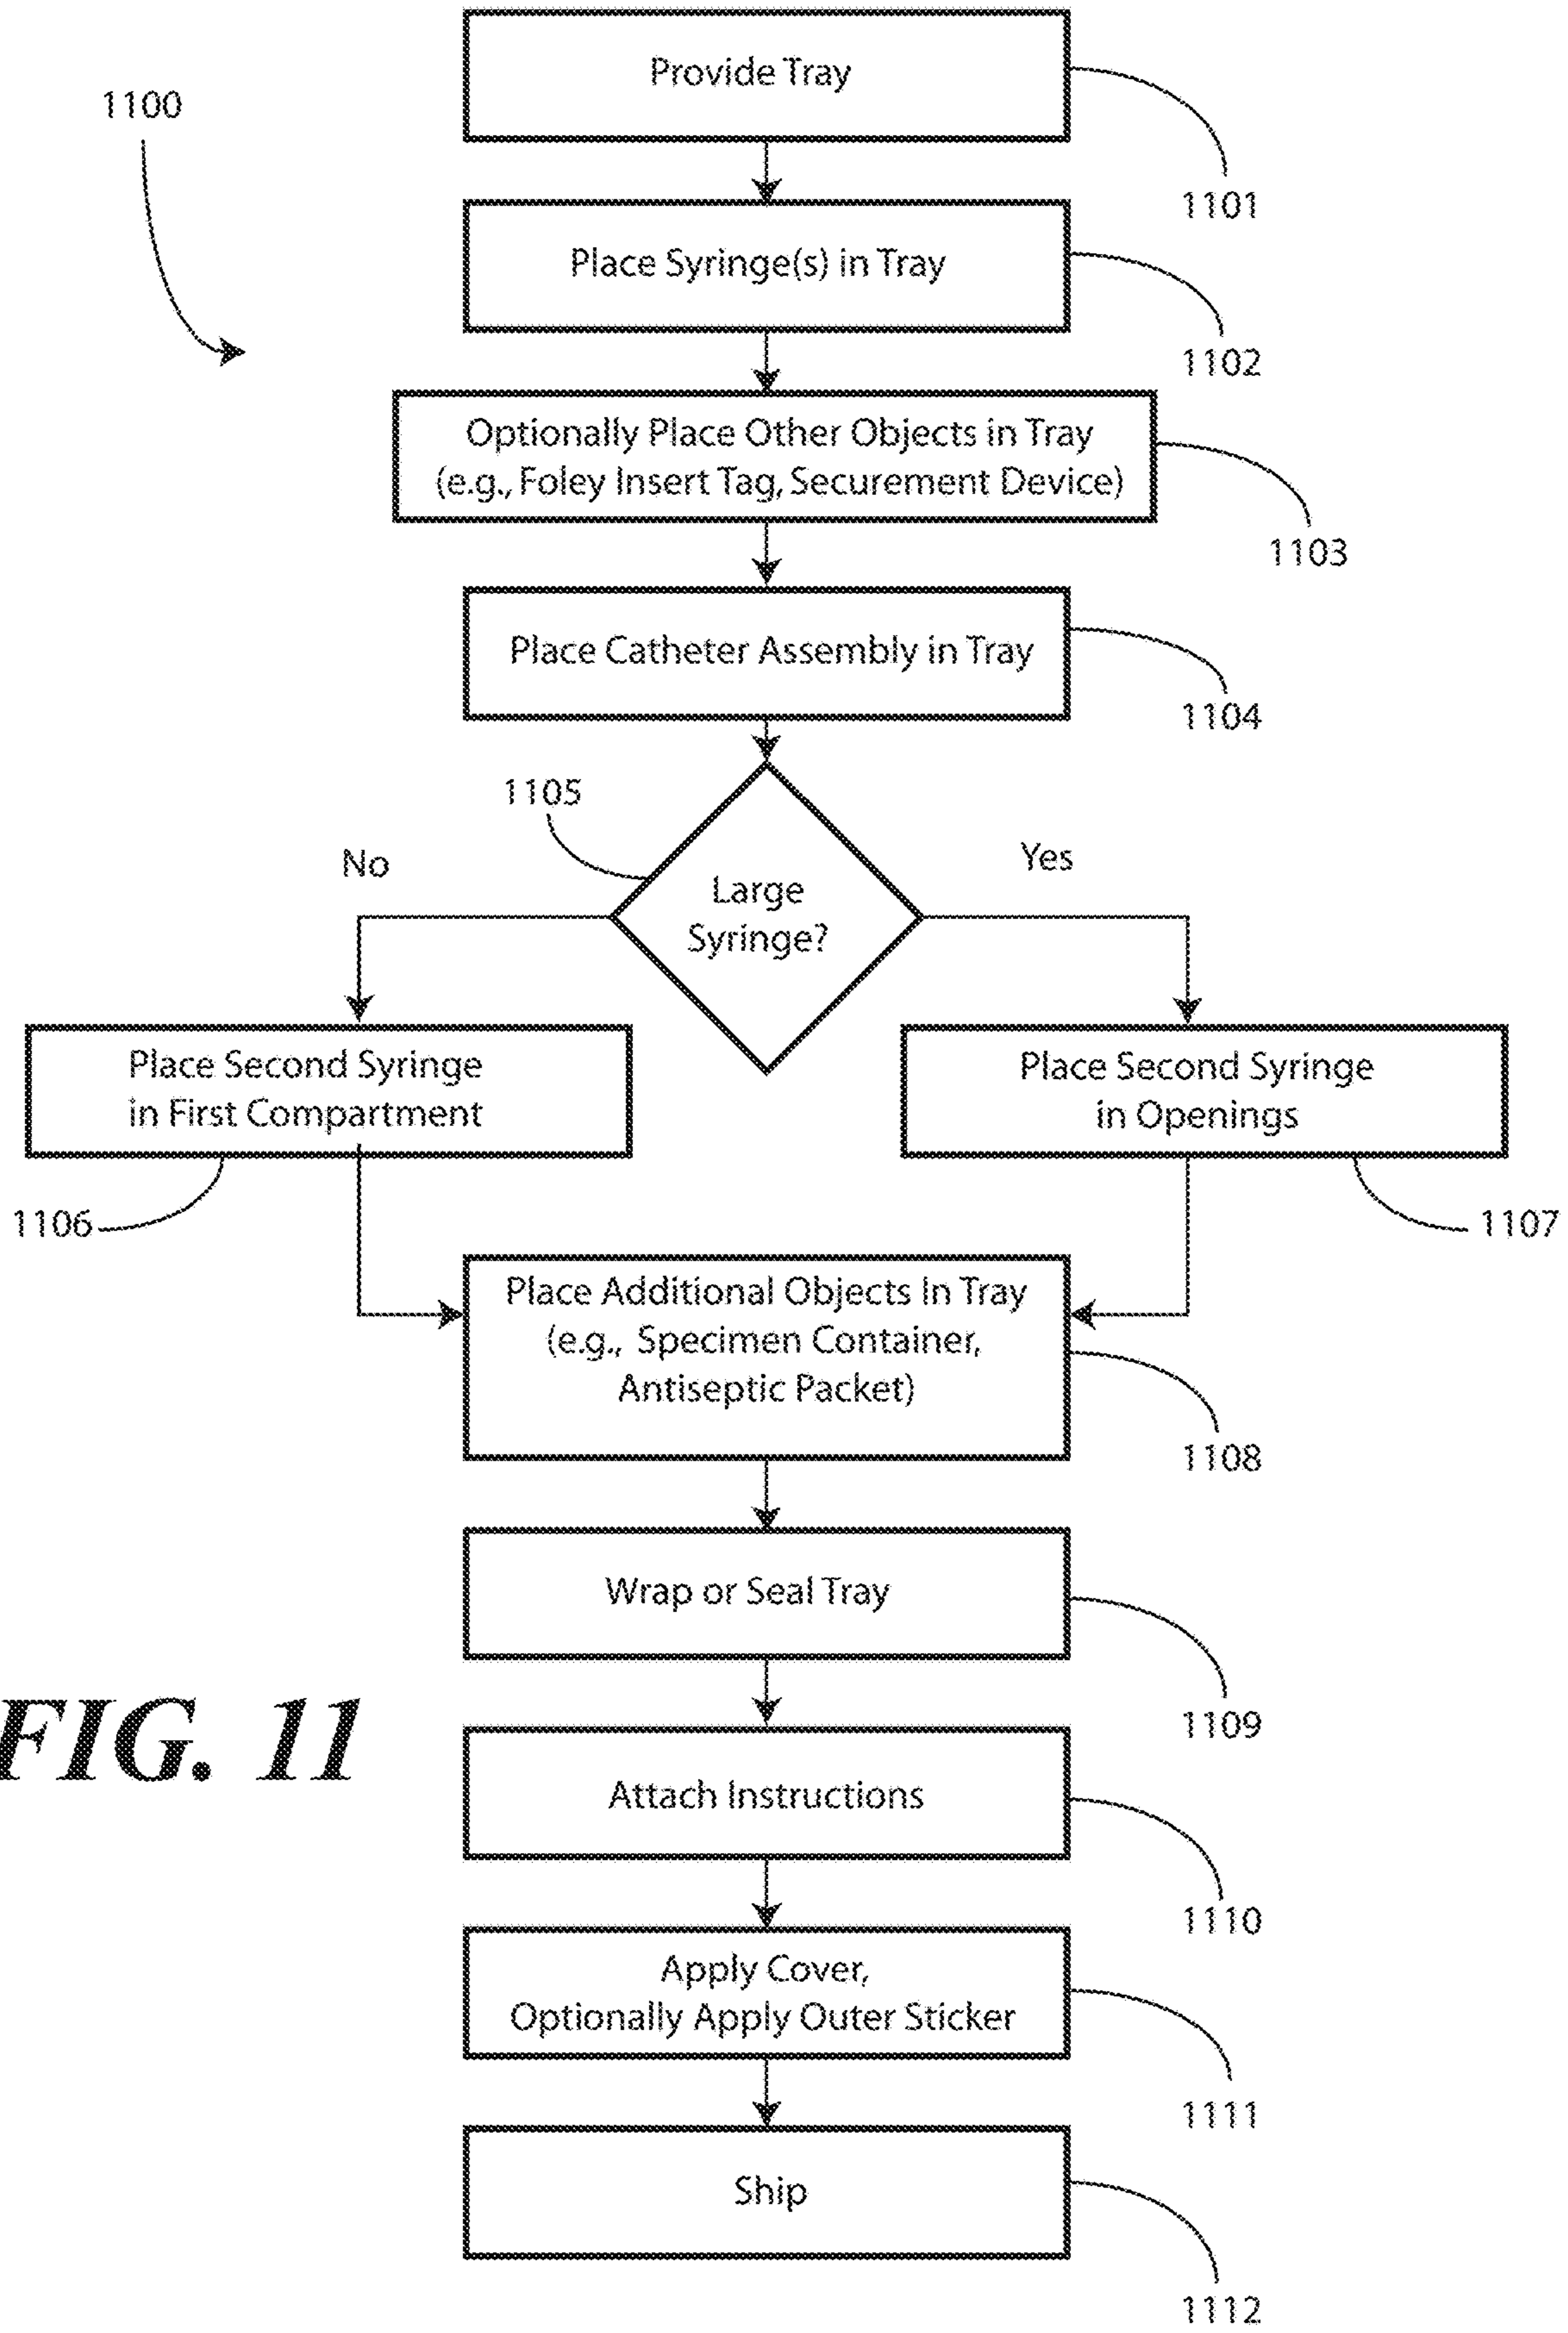 Provide Tray
1100
1101
Place Syringe(s) in Tray
1102
Optionally Place Other Objects in Tray
(e.g., Foley Insert Tag, Securement Device)
1103
Place Catheter Assembly in Tray
1104
1105
No
Yes
Large
Syringe?
Place Second Syringe
in First Compartment
Place Second Syringe
in Openings
1106
1107
Place Additional Objects In Tray
(e.g., Specimen Container,
Antiseptic Packet)
1108
Wrap or Seal Tray
1109
FIG. 11
Attach Instructions
1110
Apply Cover,
Optionally Apply Outer Sticker
1111
Ship
1112